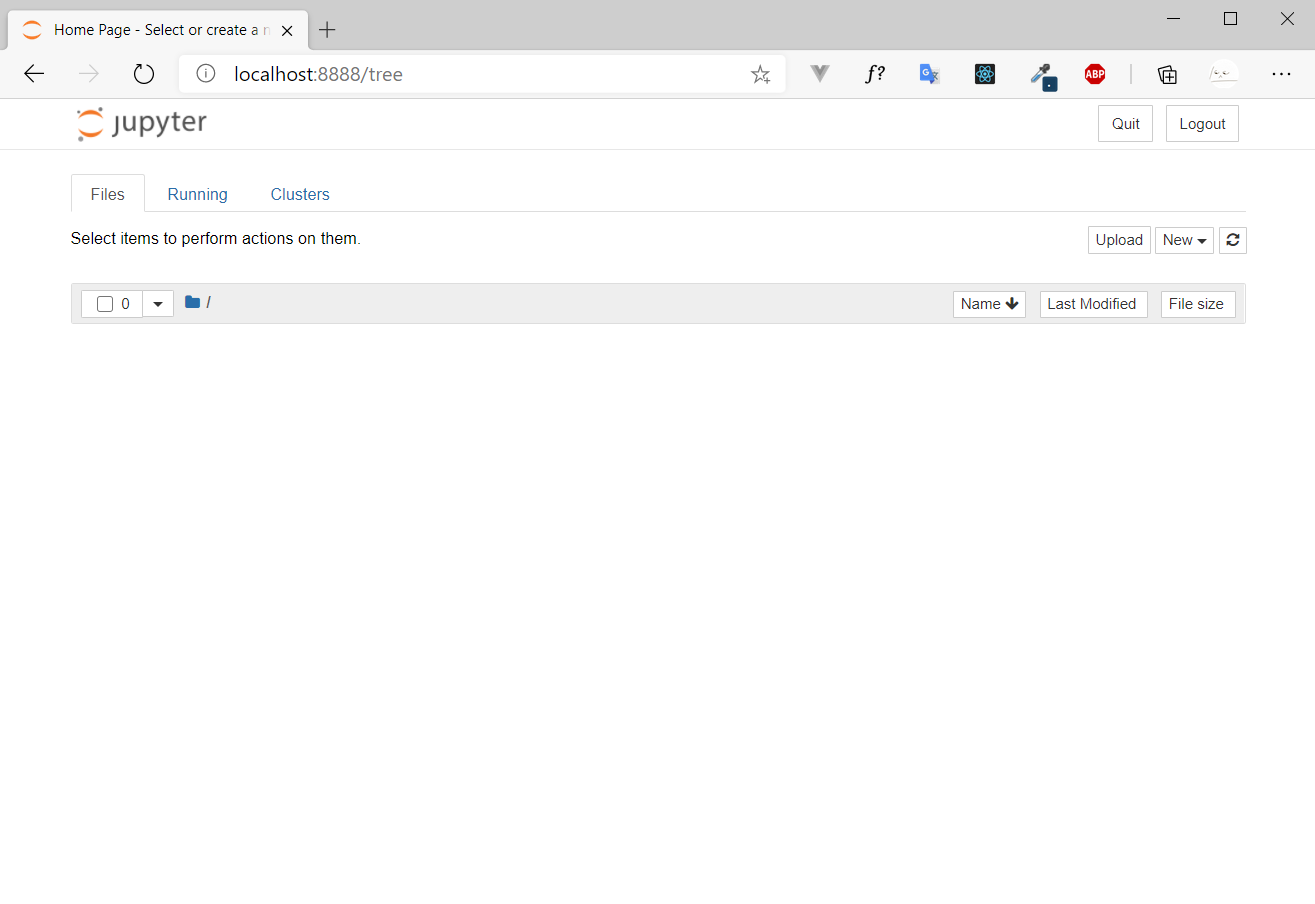 Home Page - Select or create a n
localhost:8888/tree
f?
G
ABP
jupyter
Quit
Logout
Files
Running
Clusters
Select items to perform actions on them.
Upload
New
0
/
Name
Last Modified
File size